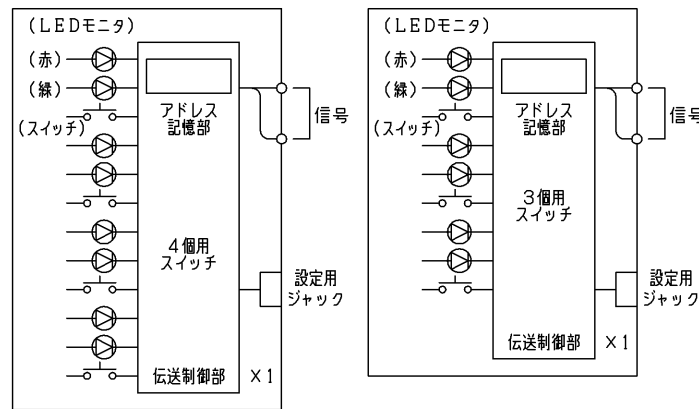 (LEDモニタ)
(赤)
(緑)
(スイッチ)
アドレス
記憶部
信号
4個用
スイッチ
設定用
ジャック
伝送制御部
×1
(LEDモニタ)
(赤)
(緑)
(スイッチ)
アドレス
記憶部
信号
3個用
スイッチ
設定用
ジャック
伝送制御部
×1